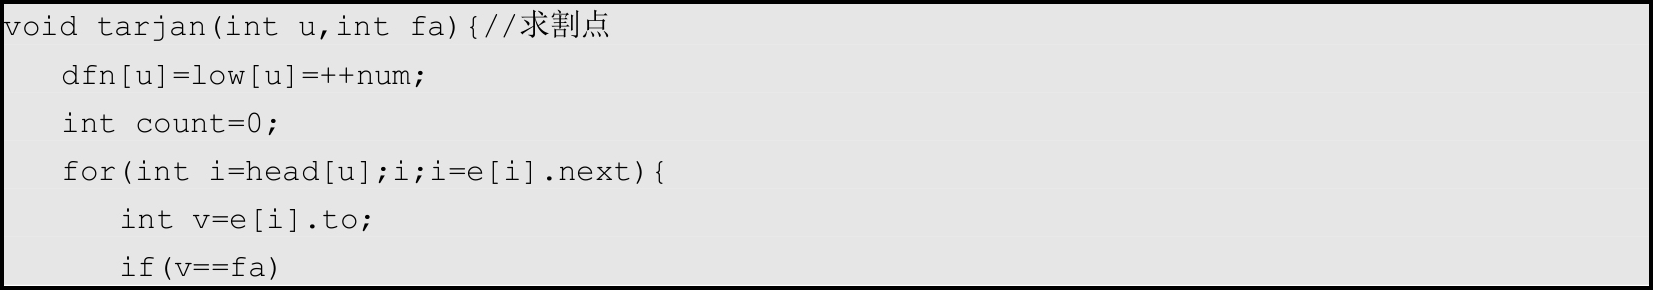 void tarjan(int u,int fa){//求割点
   dfn[u]=low[u]=++num;
   int count=0;
   for(int i=head[u];i;i=e[i].next){
      int v=e[i].to;
      if(v==fa)